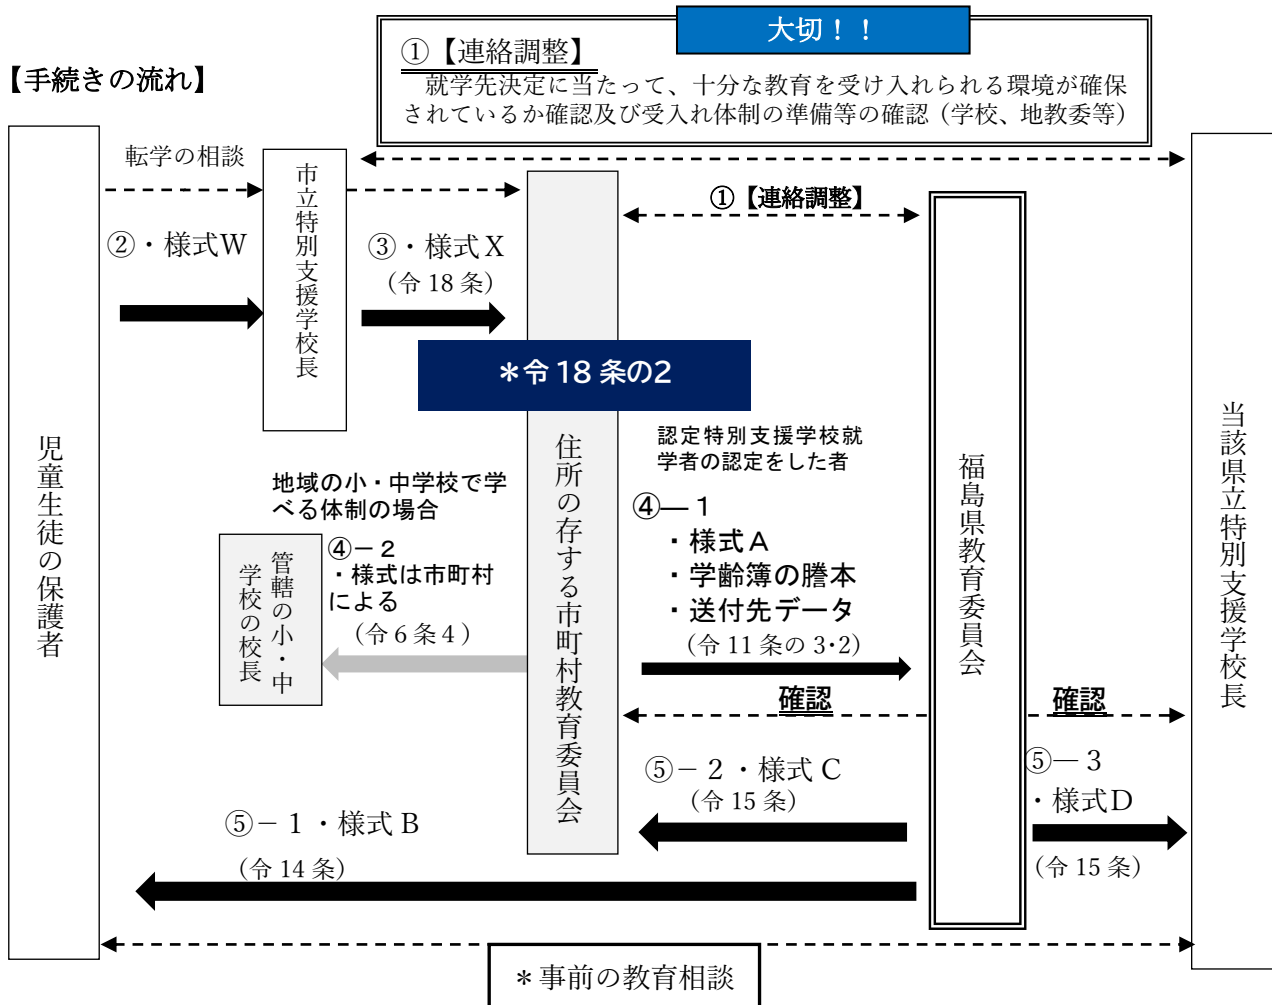 大切！！
①【連絡調整】
就学先決定に当たって、十分な教育を受け入れられる環境が確保
されているか確認及び受入れ体制の準備等の確認（学校、地教委等）
【手続きの流れ】
転学の相談
①【連絡調整】
②・様式W
③・様式X
（令18条）
市立特別支援学校長
＊令18条の2
児童生徒の保護者
住所の存する市町村教育委員会
福島県教育委員会
当該県立特別支援学校長
認定特別支援学校就
学者の認定をした者
地域の小・中学校で学
べる体制の場合
④－2
・様式は市町村
による
（令6条4）
管轄の小・中
学校の校長
④―1
・様式A
・学齢簿の謄本
・送付先データ
（令11条の3・2）
確認
確認
⑤－2・様式C
（令15条）
⑤―3
・様式D
（令15条）
⑤－1・様式B
（令14条）
＊事前の教育相談